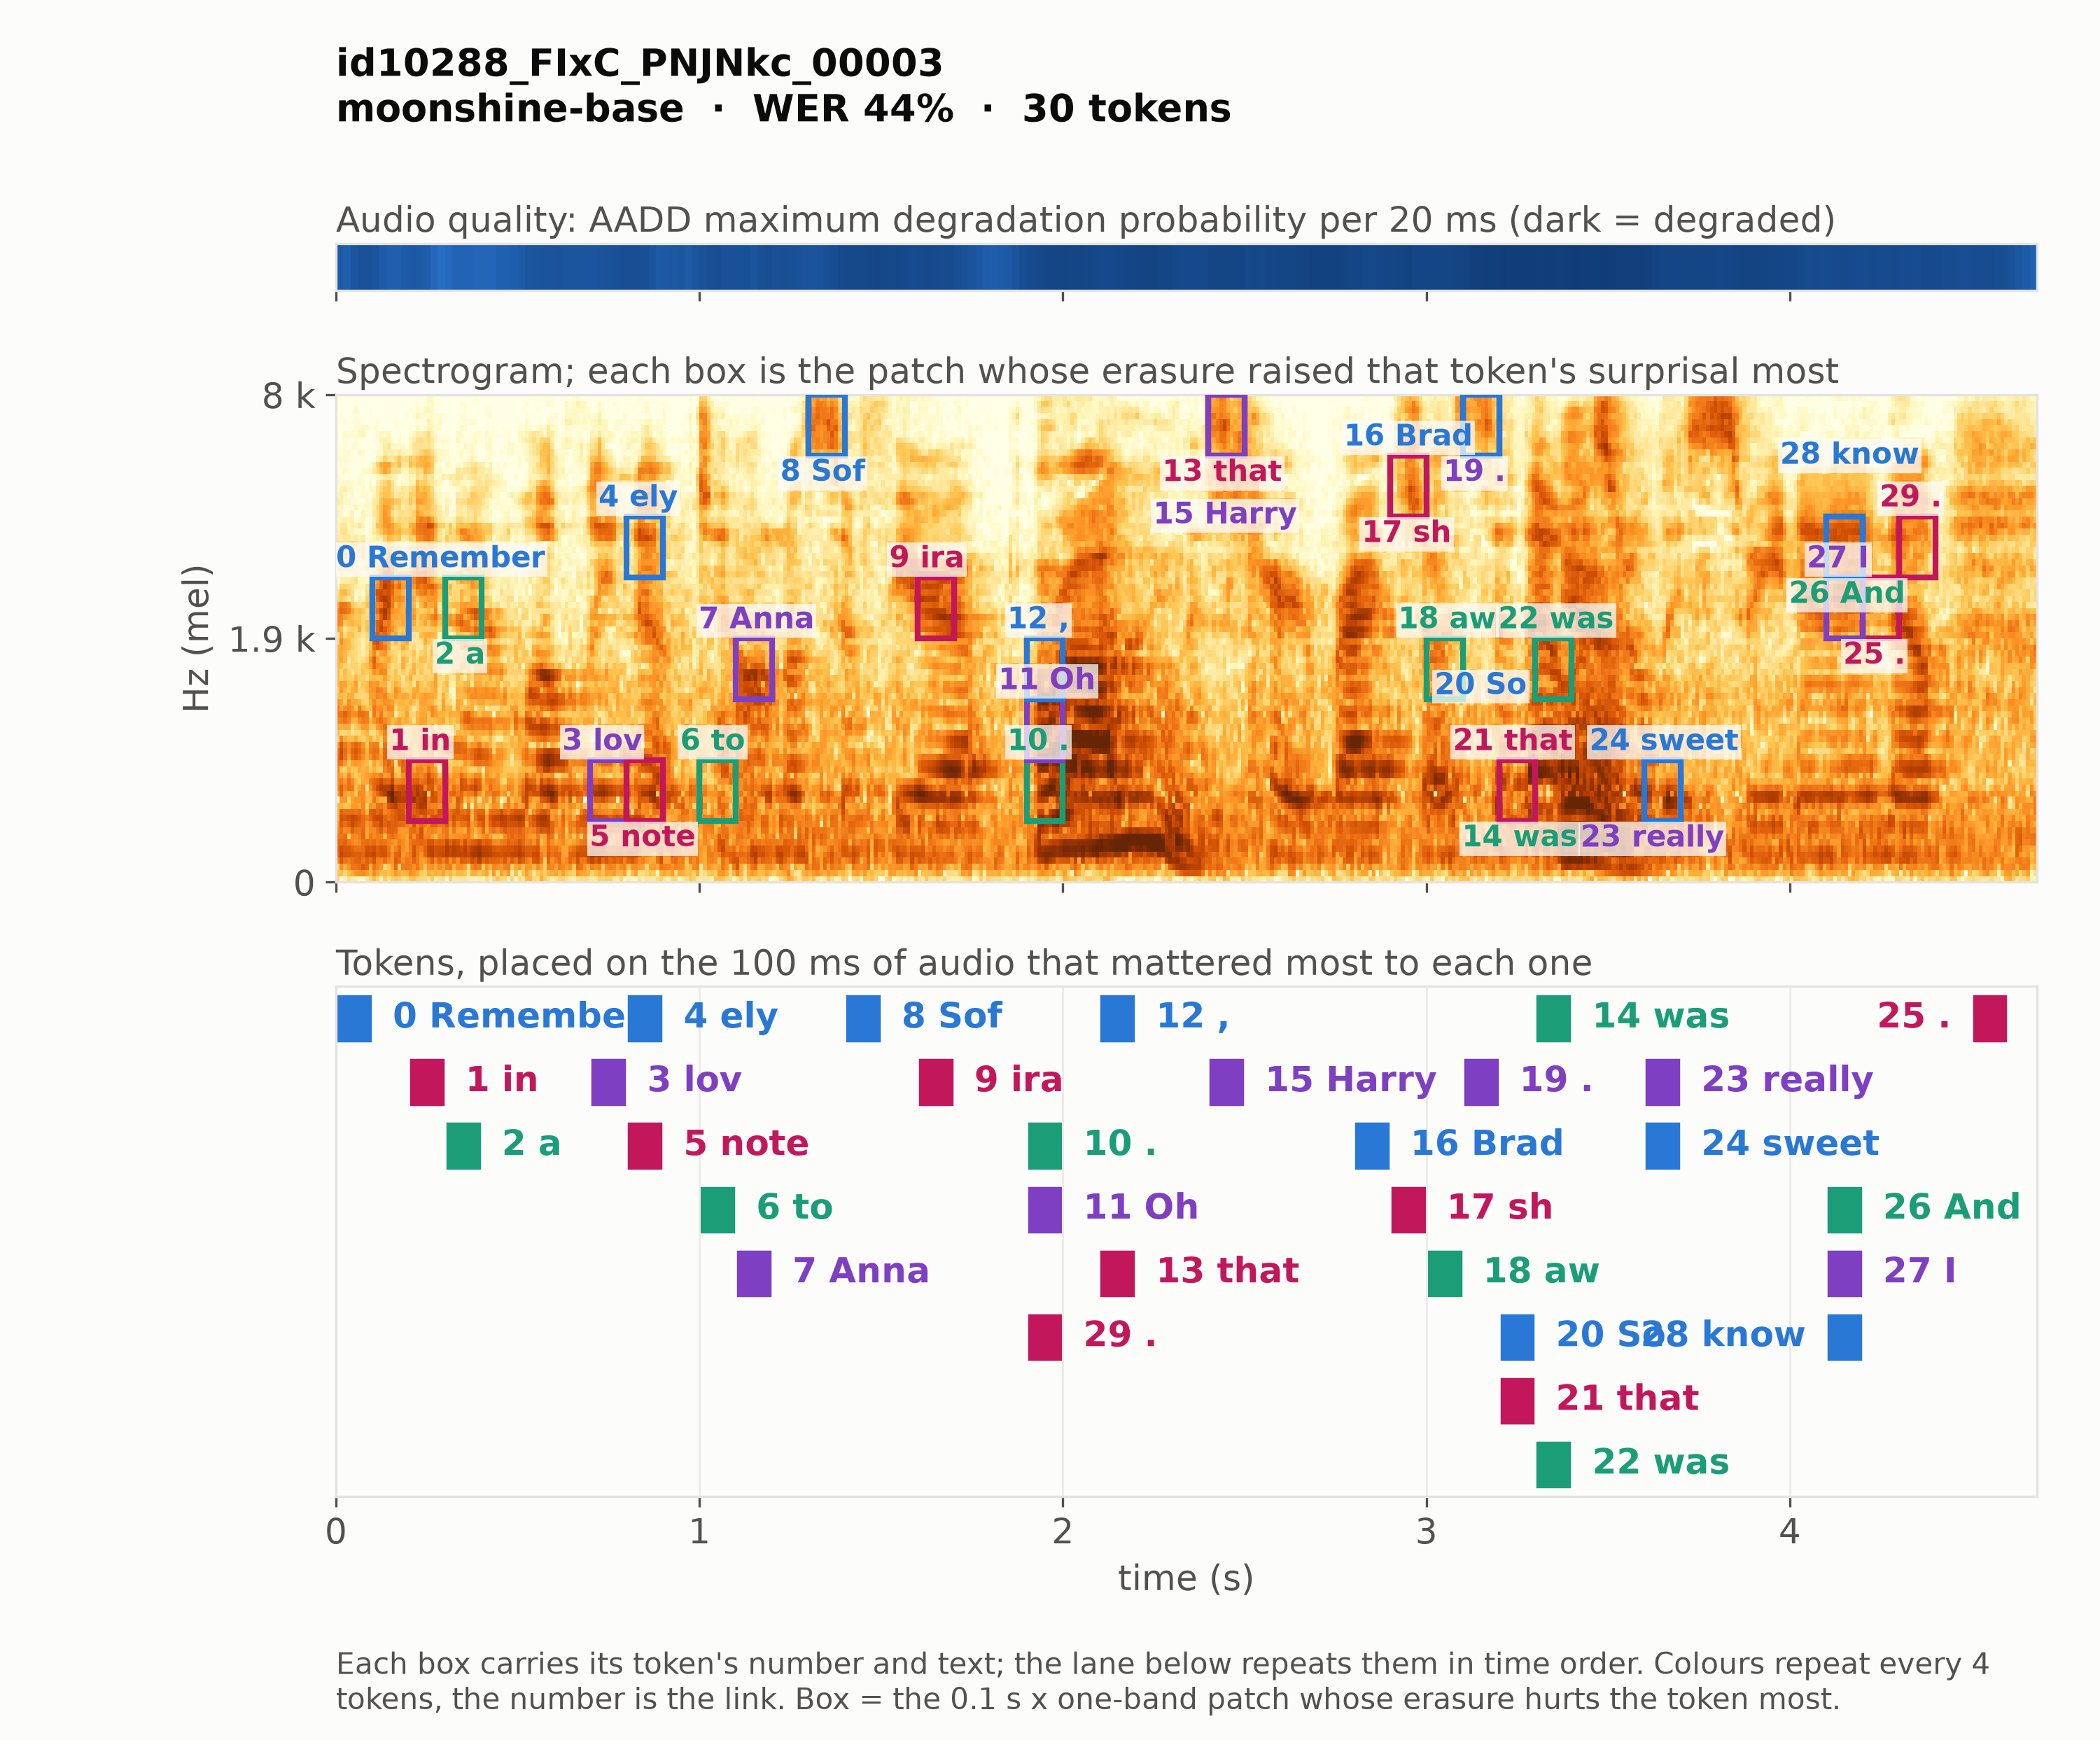 id10288_FIxC_PNJNkc_00003
moonshine-base · WER 44% · 30 tokens
Audio quality: AADD maximum degradation probability per 20 ms (dark = degraded)
Spectrogram; each box is the patch whose erasure raised that token's surprisal most
8 k
16 Brad
28 know
8 Sof
13 that
19 .
4 ely
29 .
15 Harry
17 sh
0 Remember
9 ira
27 I
26 And
7 Anna
12 ,
18 aw
22 was
Hz (mel)
1.9 k
2 a
25 .
11 Oh
20 So
1 in
3 lov
6 to
10 .
21 that
24 sweet
5 note
14 was
23 really
0
Tokens, placed on the 100 ms of audio that mattered most to each one
0 Remembe
4 ely
8 Sof
12 ,
14 was
25 .
1 in
3 lov
9 ira
15 Harry
19 .
23 really
2 a
5 note
10 .
16 Brad
24 sweet
6 to
11 Oh
17 sh
26 And
7 Anna
13 that
18 aw
27 I
29 .
20 So
28 know
21 that
22 was
0 1 2 3 4
time (s)
Each box carries its token's number and text; the lane below repeats them in time order. Colours repeat every 4
tokens, the number is the link. Box = the 0.1 s x one-band patch whose erasure hurts the token most.